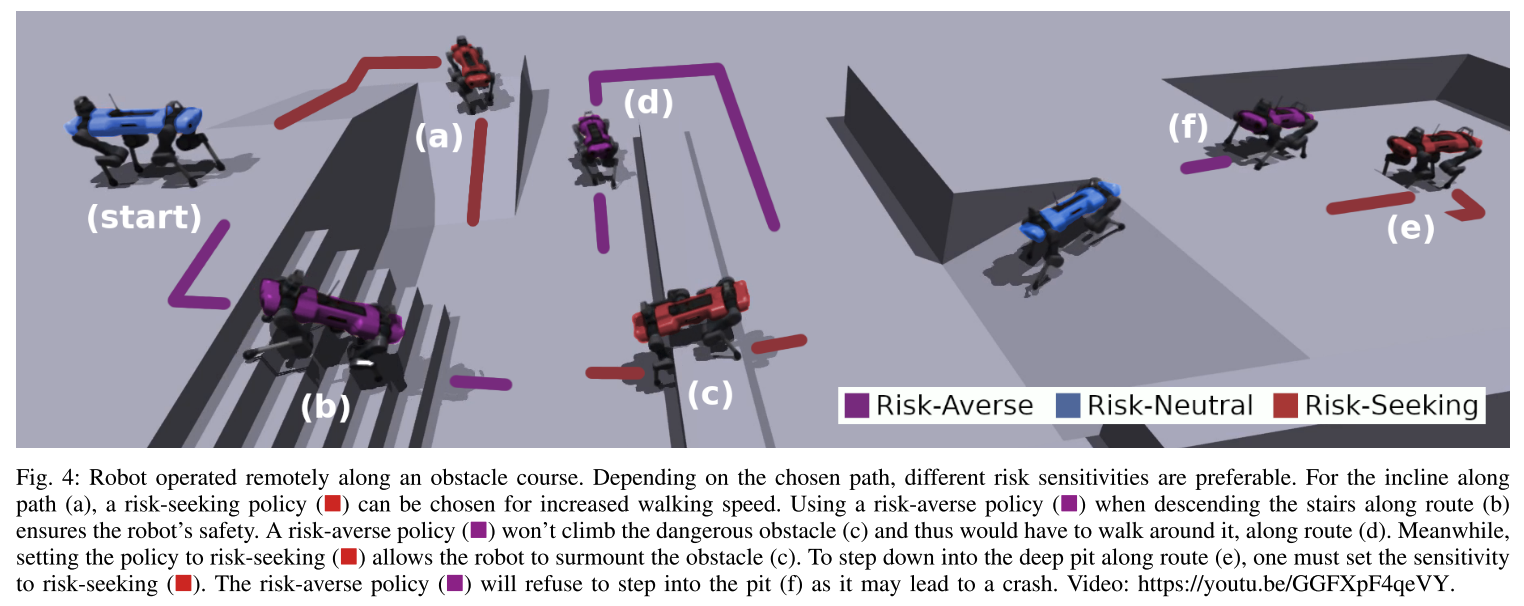 (start)
(a)
(d)
(f)
(e)
(b)
(c)
Risk-Averse Risk-Neutral Risk-Seeking
Fig. 4: Robot operated remotely along an obstacle course. Depending on the chosen path, different risk sensitivities are preferable. For the incline along
path (a), a risk-seeking policy (■) can be chosen for increased walking speed. Using a risk-averse policy (■) when descending the stairs along route (b)
ensures the robot's safety. A risk-averse policy (■) won't climb the dangerous obstacle (c) and thus would have to walk around it, along route (d). Meanwhile,
setting the policy to risk-seeking (■) allows the robot to surmount the obstacle (c). To step down into the deep pit along route (e), one must set the sensitivity
to risk-seeking (■). The risk-averse policy (■) will refuse to step into the pit (f) as it may lead to a crash. Video: https://youtu.be/GGFXpF4qeVY.